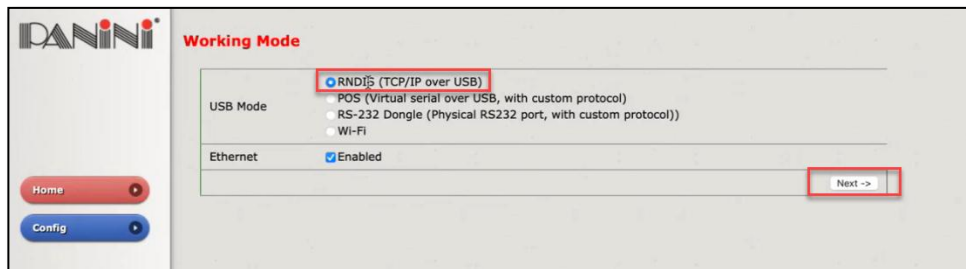 PANINI
Working Mode
USB Mode
RNDIS (TCP/IP over USB)
POS (Virtual serial over USB, with custom protocol)
RS-232 Dongle (Physical RS232 port, with custom protocol))
Wi-Fi
Ethernet
Enabled
Next ->
Home
Config